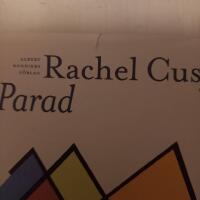 ALBERT
BONNIERS
FÖRLAG
Rachel Cus
Parad